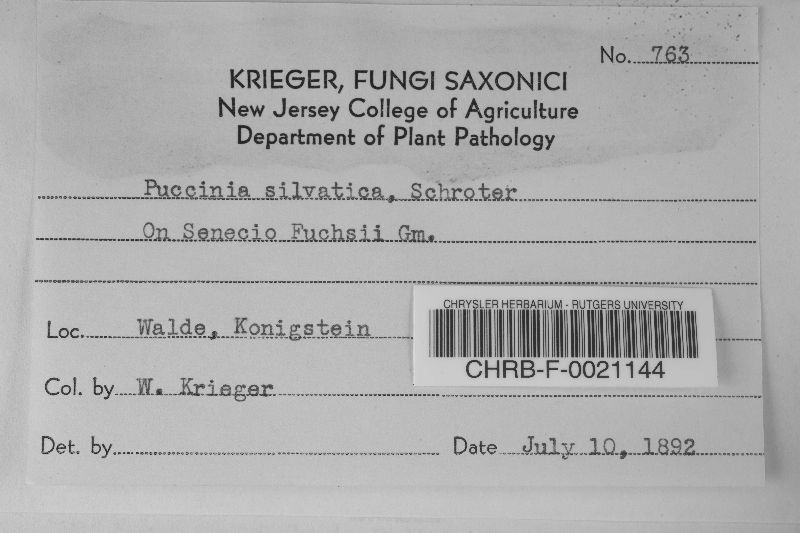 No. 763
KRIEGER, FUNGI SAXONICI
New Jersey College of Agriculture
Department of Plant Pathology
Puccinia silvatica, Schroter
On Senecio Fuchsii Gm.
Loc. Walde, Konigstein
CHRYSLER HERBARIUM - RUTGERS UNIVERSITY
CHRB-F-0021144
Col. by W. Krieger
Det. by
Date July 10, 1892